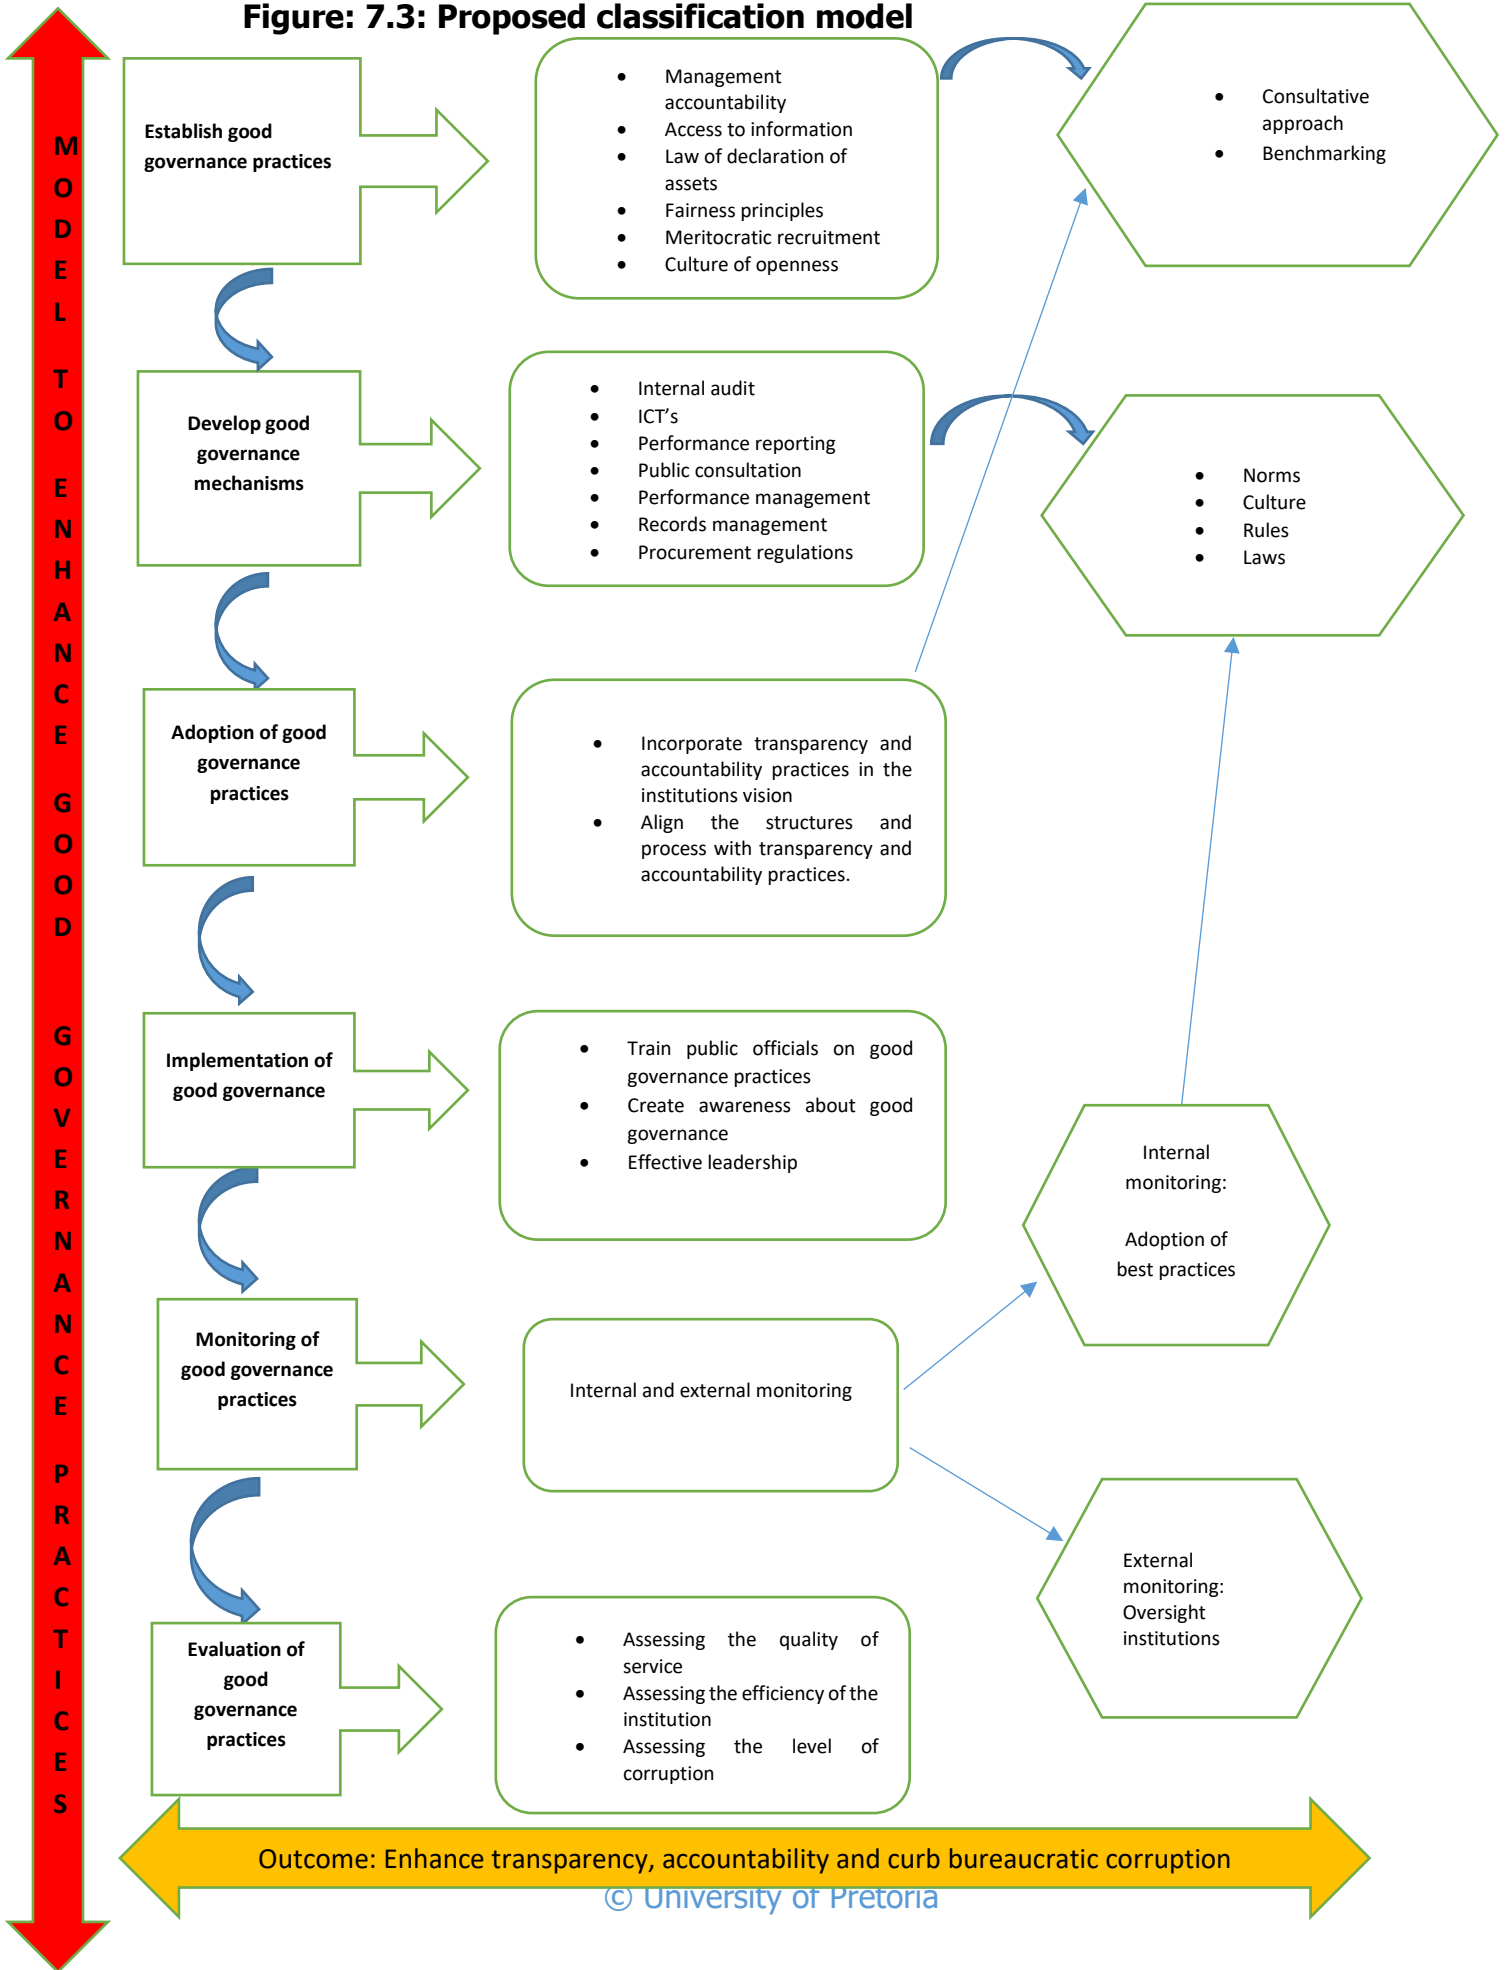 Figure: 7.3: Proposed classification model
MODEL TO ENHANCE GOOD GOVERNANCE PRACTICES
Establish good
governance practices
• Management
accountability
• Access to information
• Law of declaration of
assets
• Fairness principles
• Meritocratic recruitment
• Culture of openness
• Consultative
approach
• Benchmarking
Develop good
governance
mechanisms
• Internal audit
• ICT’s
• Performance reporting
• Public consultation
• Performance management
• Records management
• Procurement regulations
• Norms
• Culture
• Rules
• Laws
Adoption of good
governance
practices
• Incorporate transparency and
accountability practices in the
institutions vision
• Align the structures and
process with transparency and
accountability practices.
Implementation of
good governance
• Train public officials on good
governance practices
• Create awareness about good
governance
• Effective leadership
Internal
monitoring:
Adoption of
best practices
Monitoring of
good governance
practices
Internal and external monitoring
External
monitoring:
Oversight
institutions
Evaluation of
good
governance
practices
• Assessing the quality of
service
• Assessing the efficiency of the
institution
• Assessing the level of
corruption
Outcome: Enhance transparency, accountability and curb bureaucratic corruption
© University of Pretoria